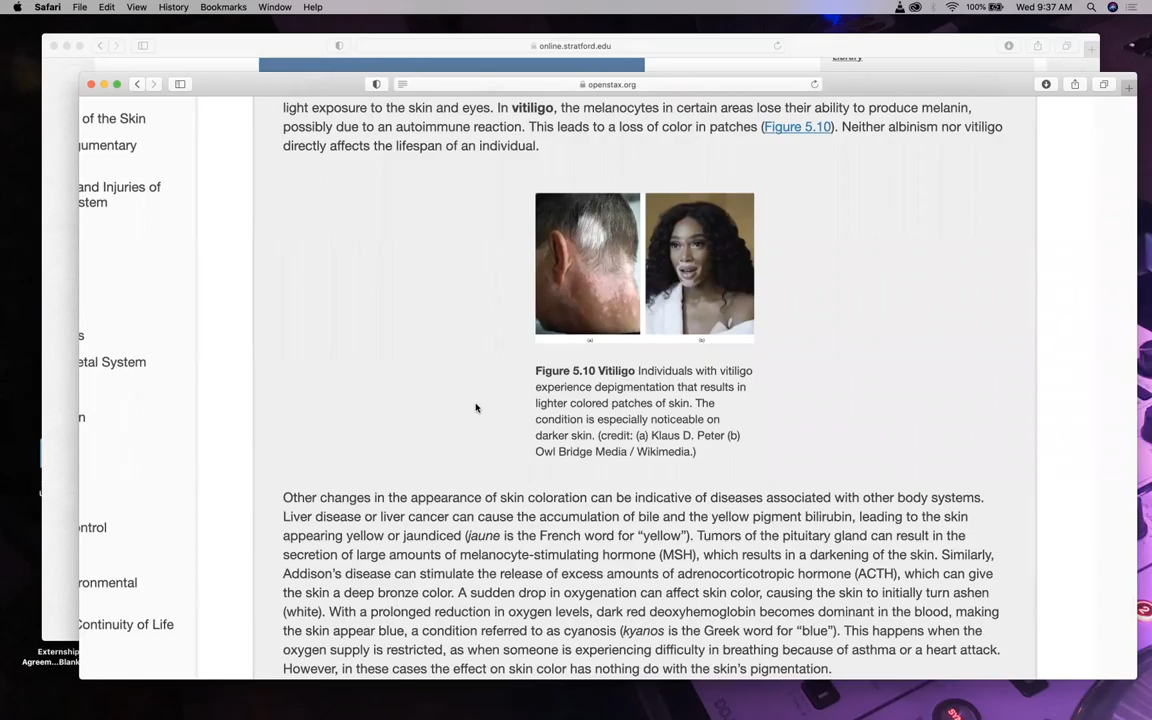 Safari File Edit View History Bookmarks Window Help
100% Wed 9:37 AM
online.stratford.edu
Library
openstax.org
of the Skin
gumentary
and Injuries of
stem
s
etal System
n
ontrol
ronmental
Continuity of Life
light exposure to the skin and eyes. In vitiligo, the melanocytes in certain areas lose their ability to produce melanin,
possibly due to an autoimmune reaction. This leads to a loss of color in patches (Figure 5.10). Neither albinism nor vitiligo
directly affects the lifespan of an individual.
(a) (b)
Figure 5.10 Vitiligo Individuals with vitiligo
experience depigmentation that results in
lighter colored patches of skin. The
condition is especially noticeable on
darker skin. (credit: (a) Klaus D. Peter (b)
Owl Bridge Media / Wikimedia.)
Other changes in the appearance of skin coloration can be indicative of diseases associated with other body systems.
Liver disease or liver cancer can cause the accumulation of bile and the yellow pigment bilirubin, leading to the skin
appearing yellow or jaundiced (jaune is the French word for “yellow”). Tumors of the pituitary gland can result in the
secretion of large amounts of melanocyte-stimulating hormone (MSH), which results in a darkening of the skin. Similarly,
Addison’s disease can stimulate the release of excess amounts of adrenocorticotropic hormone (ACTH), which can give
the skin a deep bronze color. A sudden drop in oxygenation can affect skin color, causing the skin to initially turn ashen
(white). With a prolonged reduction in oxygen levels, dark red deoxyhemoglobin becomes dominant in the blood, making
the skin appear blue, a condition referred to as cyanosis (kyanos is the Greek word for “blue”). This happens when the
oxygen supply is restricted, as when someone is experiencing difficulty in breathing because of asthma or a heart attack.
However, in these cases the effect on skin color has nothing do with the skin’s pigmentation.
Externship
Agreem...Blank